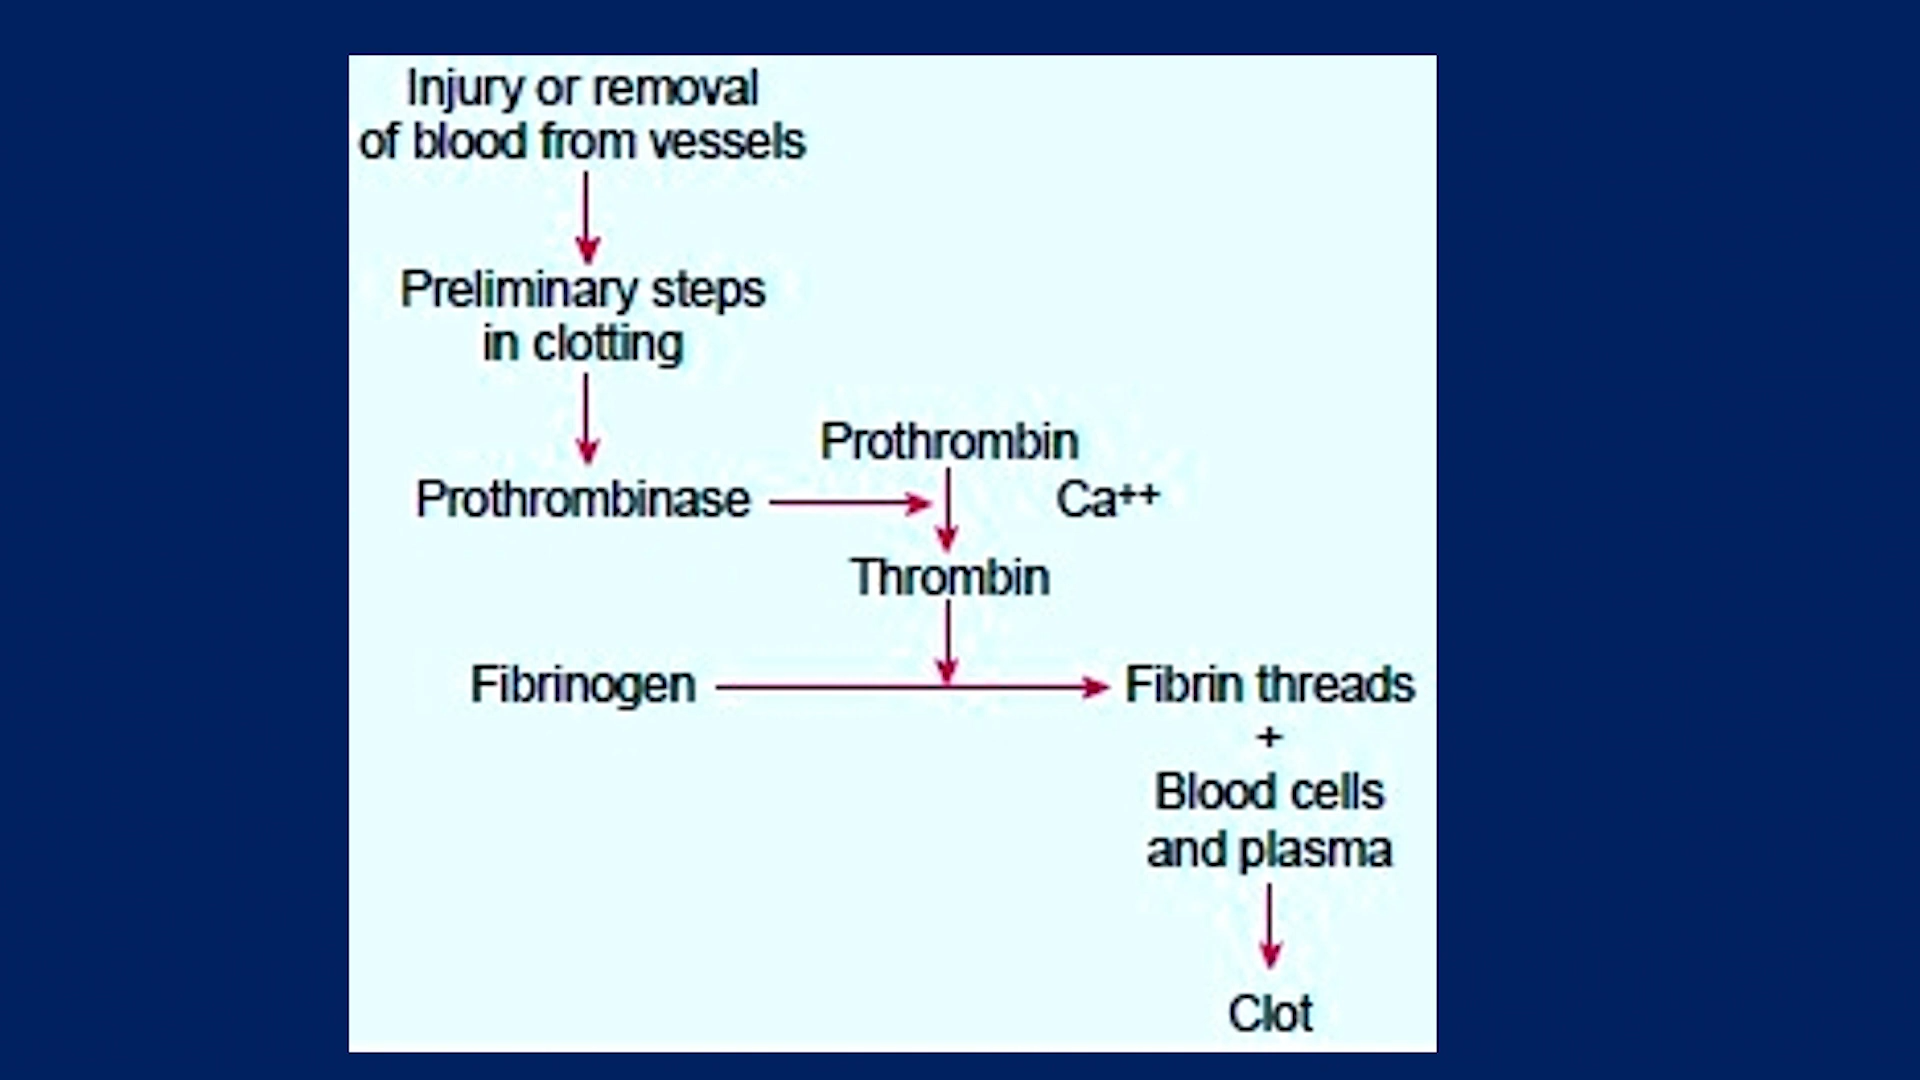 Injury or removal
of blood from vessels
Preliminary steps
in clotting
Prothrombin
Prothrombinase
Ca++
Thrombin
Fibrinogen
Fibrin threads
+
Blood cells
and plasma
Clot